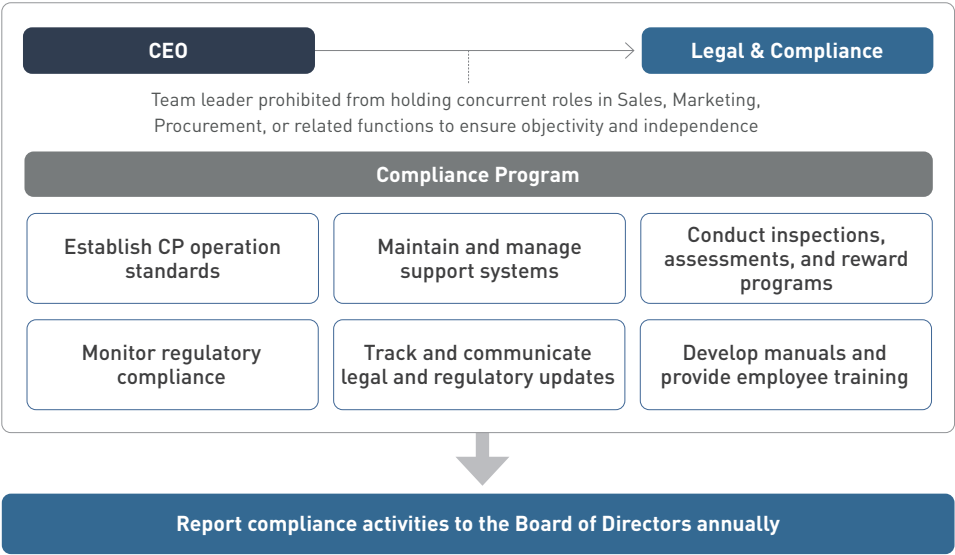 CEO
Legal & Compliance
Team leader prohibited from holding concurrent roles in Sales, Marketing,
Procurement, or related functions to ensure objectivity and independence
Compliance Program
Establish CP operation
standards
Maintain and manage
support systems
Conduct inspections,
assessments, and reward
programs
Monitor regulatory
compliance
Track and communicate
legal and regulatory updates
Develop manuals and
provide employee training
Report compliance activities to the Board of Directors annually